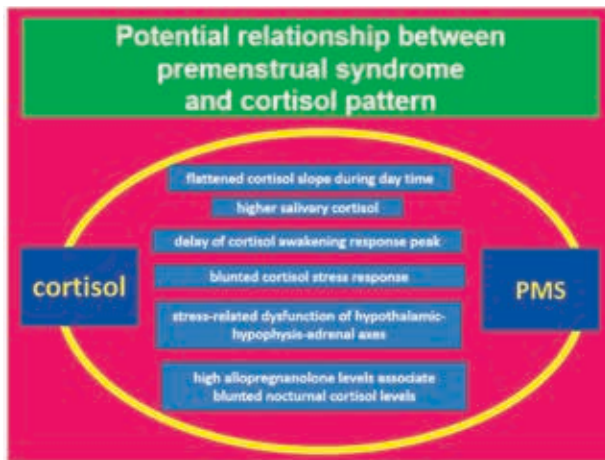 Potential relationship between
premenstrual syndrome
and cortisol pattern
flattened cortisol slope during day time
higher salivary cortisol
delay of cortisol awakening response peak
blunted cortisol stress response
cortisol
PMS
stress-related dysfunction of hypothalamic-
hypophysis-adrenal axes
high allopregnanolone levels associate
blunted nocturnal cortisol levels